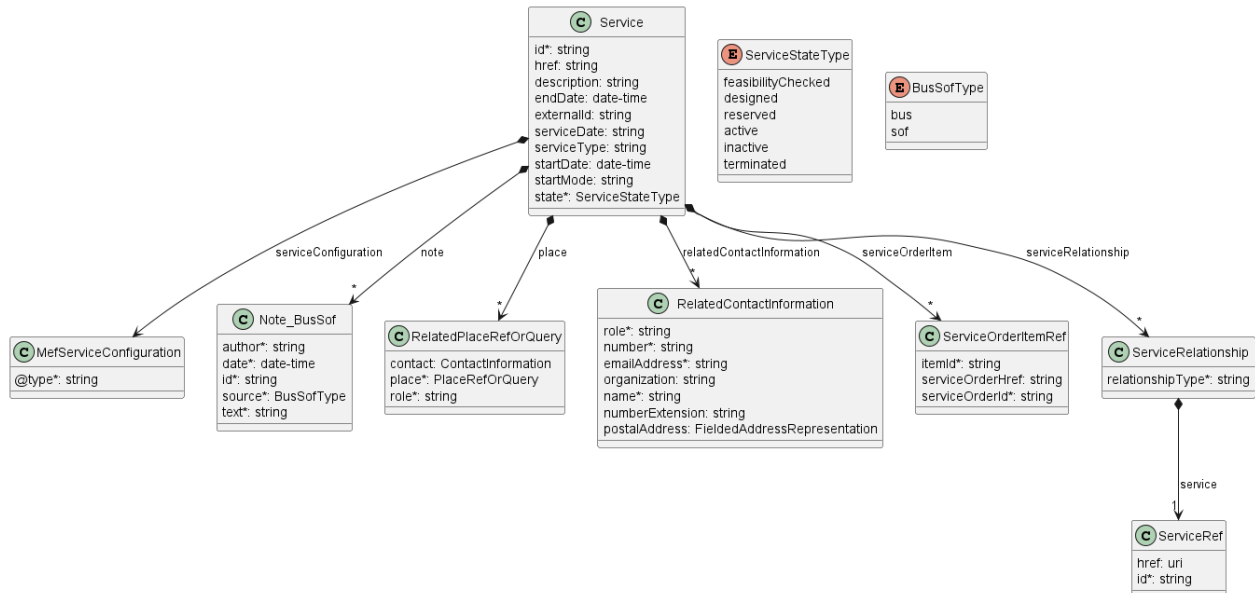 C Service
id*: string
href: string
description: string
endDate: date-time
externalId: string
serviceDate: string
serviceType: string
startDate: date-time
startMode: string
state*: ServiceStateType
E ServiceStateType
feasibilityChecked
designed
reserved
active
inactive
terminated
E BusSofType
bus
sof
serviceConfiguration
note
place
relatedContactInformation
serviceOrderItem
serviceRelationship
*
*
*
*
*
C MefServiceConfiguration
@type*: string
C Note_BusSof
author*: string
date*: date-time
id*: string
source*: BusSofType
text*: string
C RelatedPlaceRefOrQuery
contact: ContactInformation
place*: PlaceRefOrQuery
role*: string
C RelatedContactInformation
role*: string
number*: string
emailAddress*: string
organization: string
name*: string
numberExtension: string
postalAddress: FieldedAddressRepresentation
C ServiceOrderItemRef
itemId*: string
serviceOrderHref: string
serviceOrderId*: string
C ServiceRelationship
relationshipType*: string
service
1
C ServiceRef
href: uri
id*: string